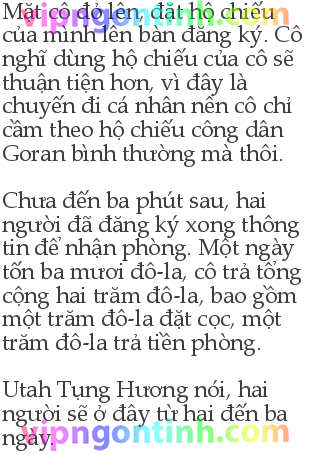 Mặt cô đỏ lên, đặt hộ chiếu
vipngontinh.com
của mình lên bàn đăng ký. Cô
nghĩ dùng hộ chiếu của cô sẽ
thuận tiện hơn, vì đây là
chuyến đi cá nhân nên cô chỉ
cầm theo hộ chiếu công dân
Goran bình thường mà thôi.
Chưa đến ba phút sau, hai
người đã đăng ký xong thông
tin để nhận phòng. Một ngày
tốn ba mươi đô-la, cô trả tổng
cộng hai trăm đô-la, bao gồm
một trăm đô-la đặt cọc, một
trăm đô-la trả tiền phòng.
Utah Tụng Hương nói, hai
người sẽ ở đây từ hai đến ba
ngày.
vipngontinh.com